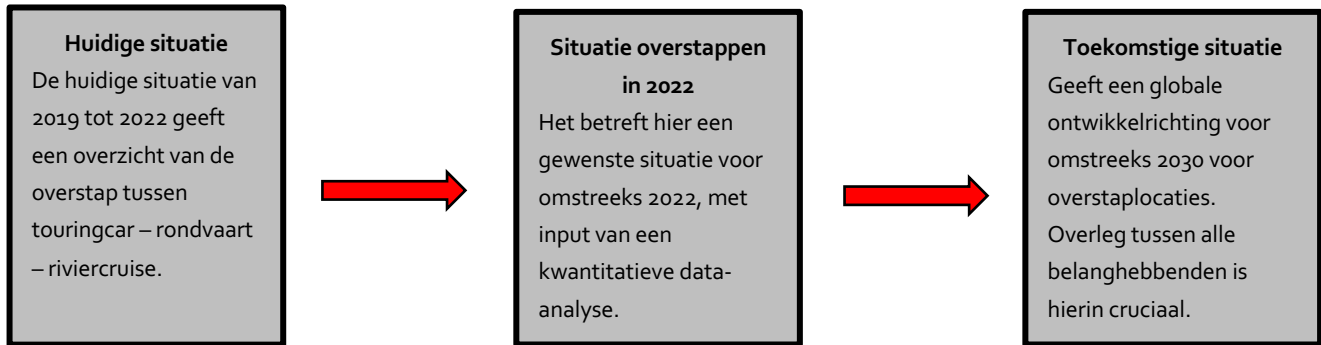 Huidige situatie
De huidige situatie van
2019 tot 2022 geeft
een overzicht van de
overstap tussen
touringcar – rondvaart
– riviercruise.
Situatie overstappen
in 2022
Het betreft hier een
gewenste situatie voor
omstreeks 2022, met
input van een
kwantitatieve data-
analyse.
Toekomstige situatie
Geeft een globale
ontwikkelrichting voor
omstreeks 2030 voor
overstaplocaties.
Overleg tussen alle
belanghebbenden is
hierin cruciaal.